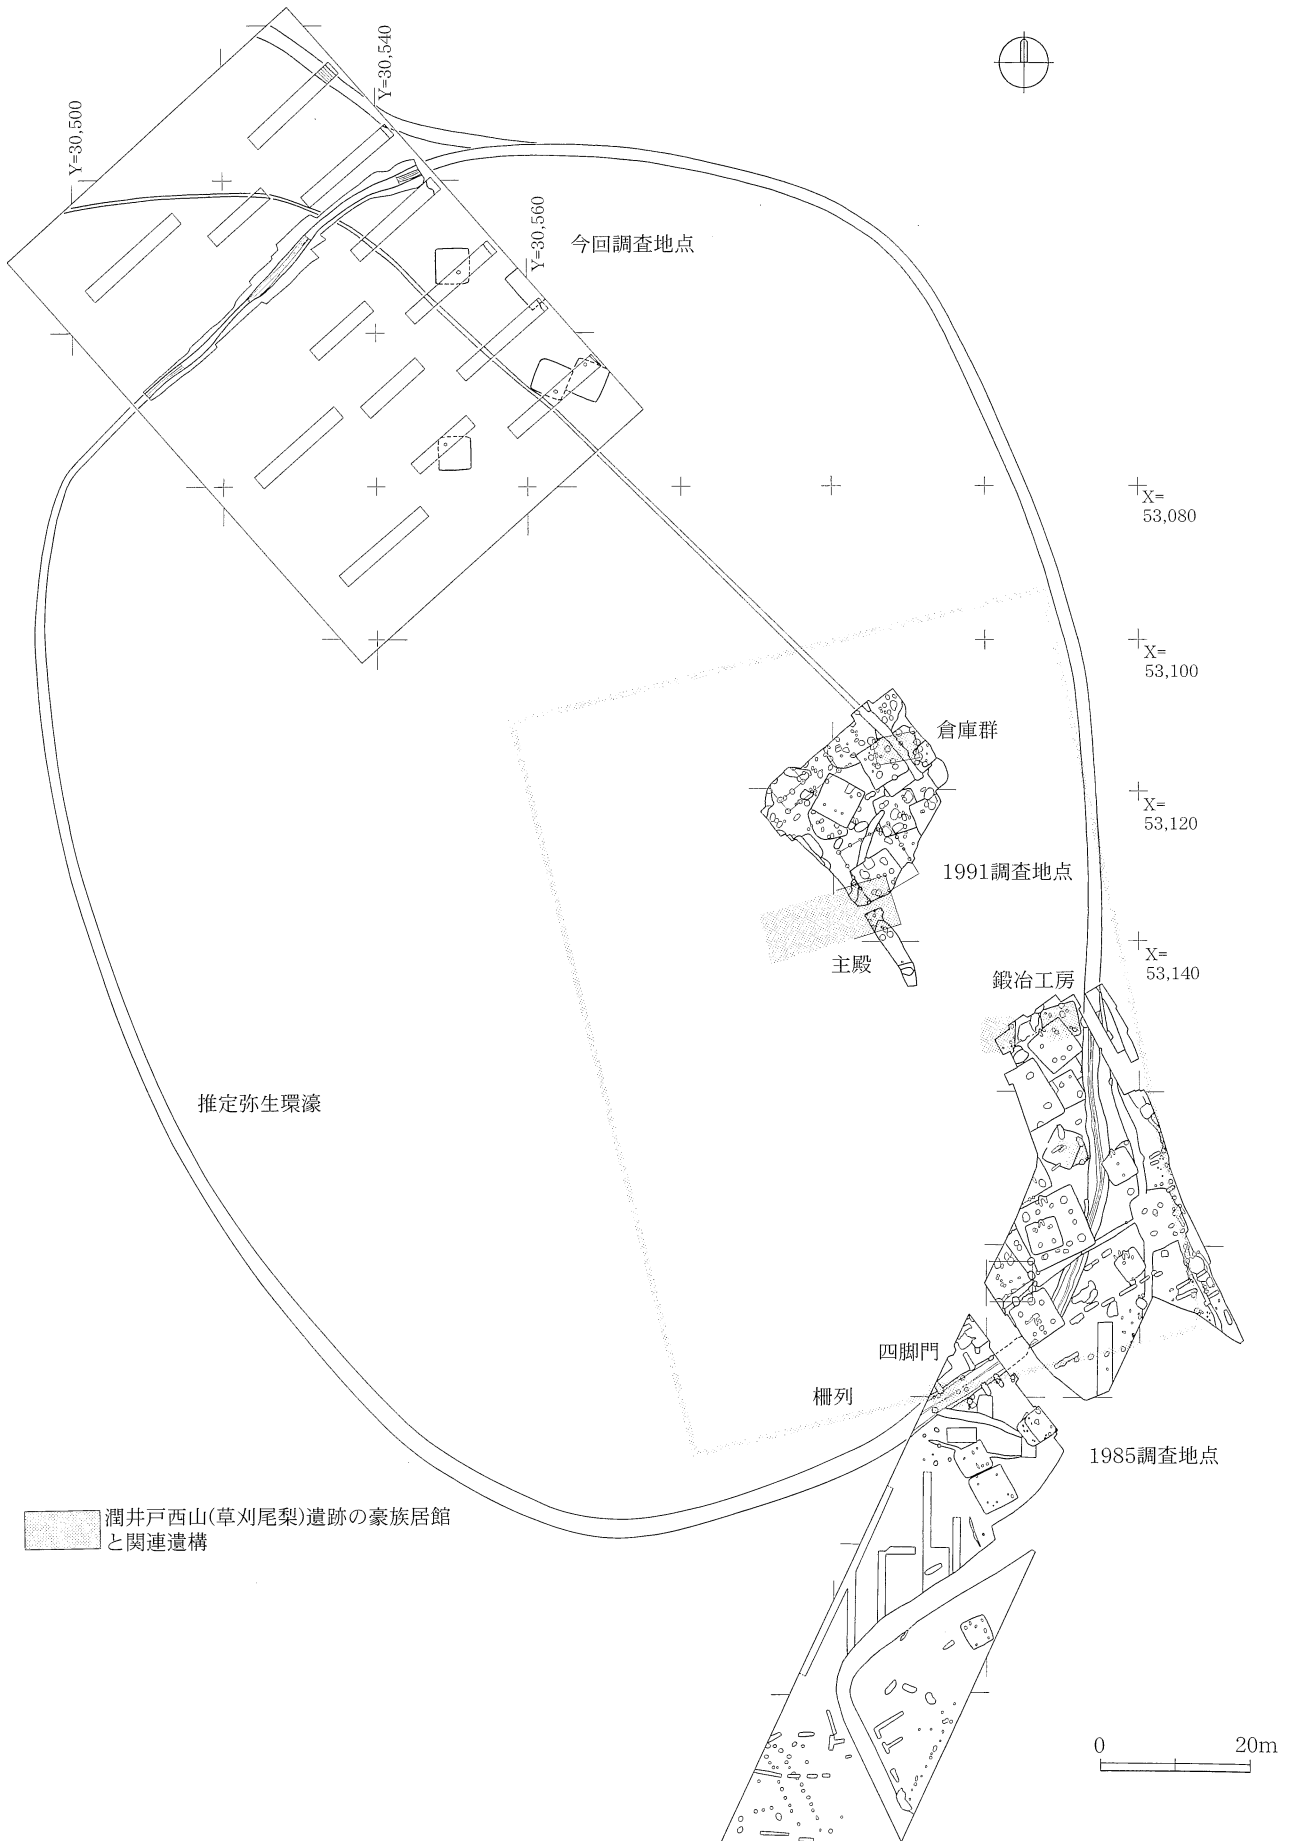 Y=30,500
Y=30,540
Y=30,560
今回調査地点
X=
53,080
X=
53,100
倉庫群
X=
53,120
1991調査地点
主殿
X=
53,140
鍛冶工房
推定弥生環濠
四脚門
柵列
1985調査地点
潤井戸西山(草刈尾梨)遺跡の豪族居館
と関連遺構
0
20m